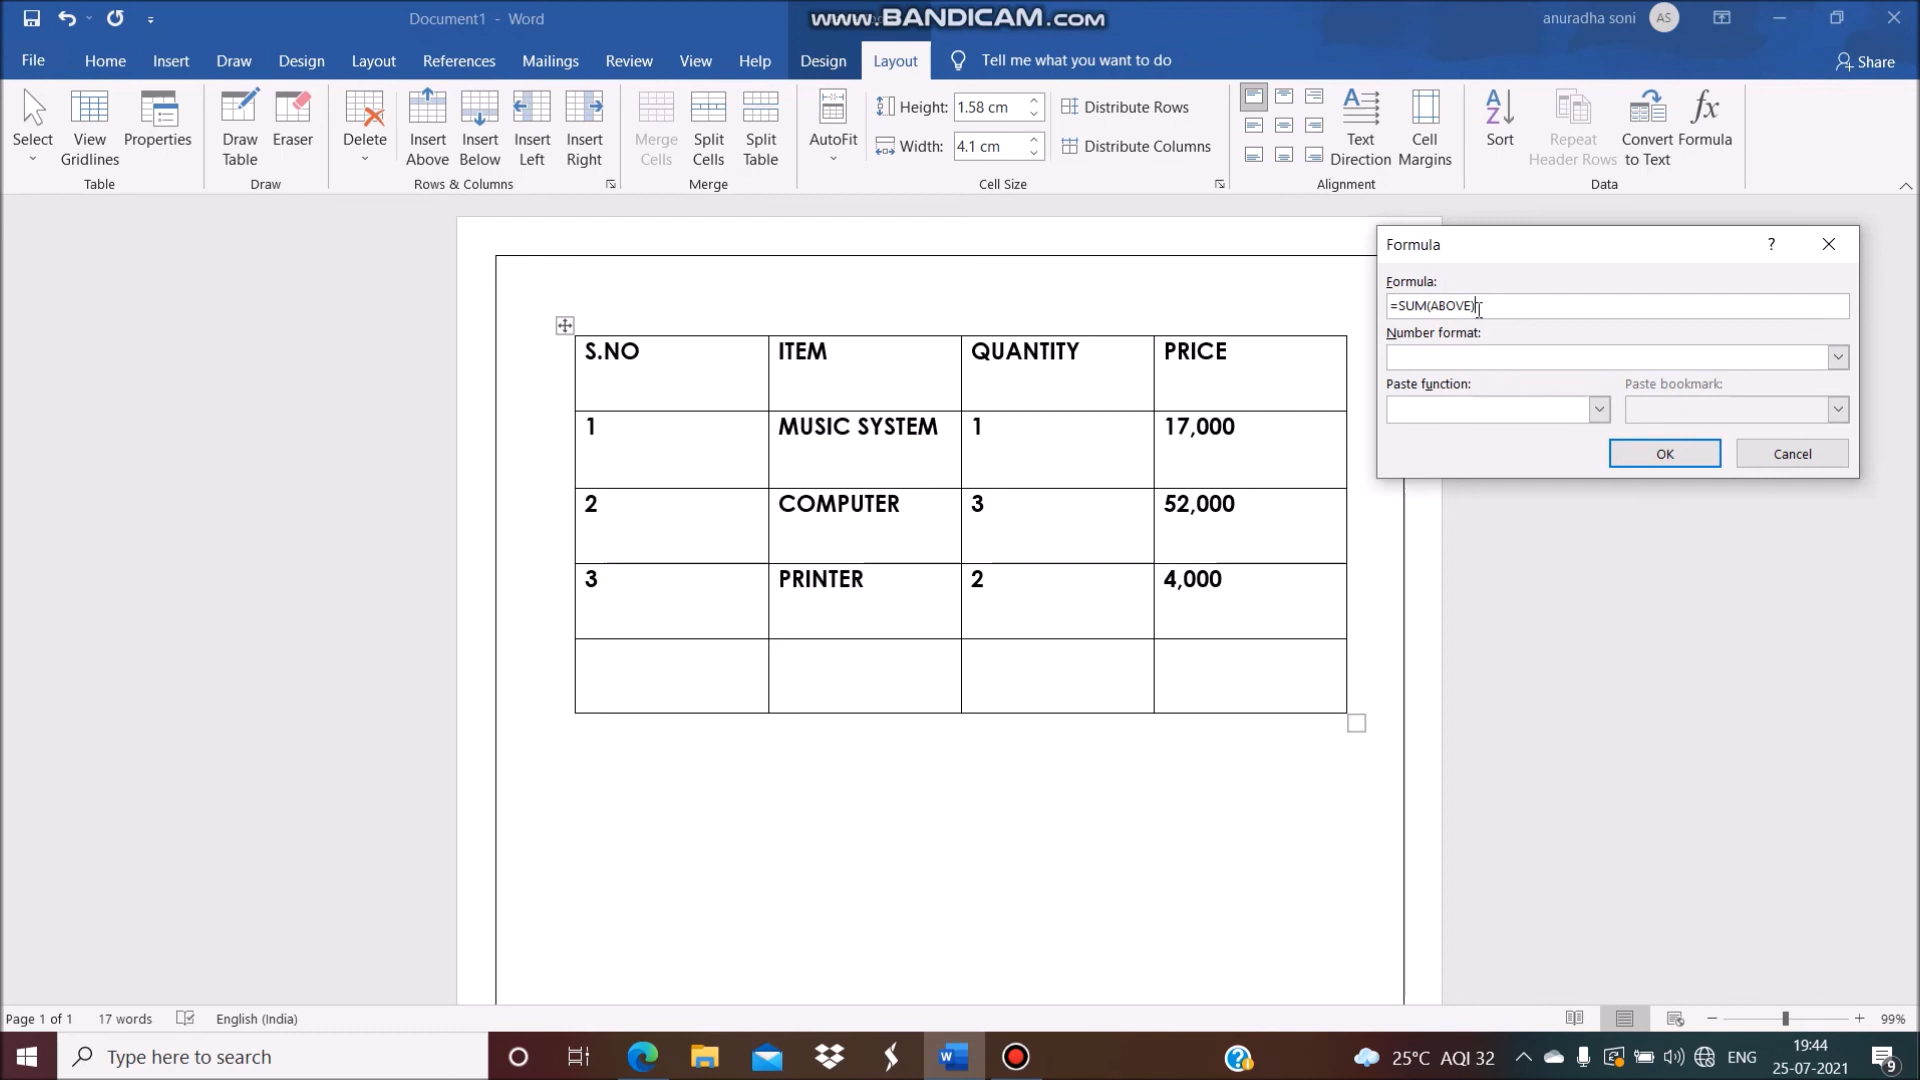 Document1 - Word
www.BANDICAM.com
anuradha soni AS
File Home Insert Draw Design Layout References Mailings Review View Help Design Layout Tell me what you want to do Share
Select
View Gridlines
Properties
Table
Draw Table
Eraser
Draw
Delete
Insert Above
Insert Below
Insert Left
Insert Right
Rows & Columns
Merge Cells
Split Cells
Split Table
Merge
AutoFit
Height: 1.58 cm
Width: 4.1 cm
Distribute Rows
Distribute Columns
Cell Size
Text Direction
Cell Margins
Alignment
Sort
Repeat Header Rows
Convert to Text
Formula
Data
Formula ?
Formula:
=SUM(ABOVE)
Number format:
Paste function: Paste bookmark:
OK Cancel
S.NO ITEM QUANTITY PRICE
1 MUSIC SYSTEM 1 17,000
2 COMPUTER 3 52,000
3 PRINTER 2 4,000
Page 1 of 1 17 words English (India) 99%
Type here to search
25°C AQI 32 ENG
19:44
25-07-2021
9